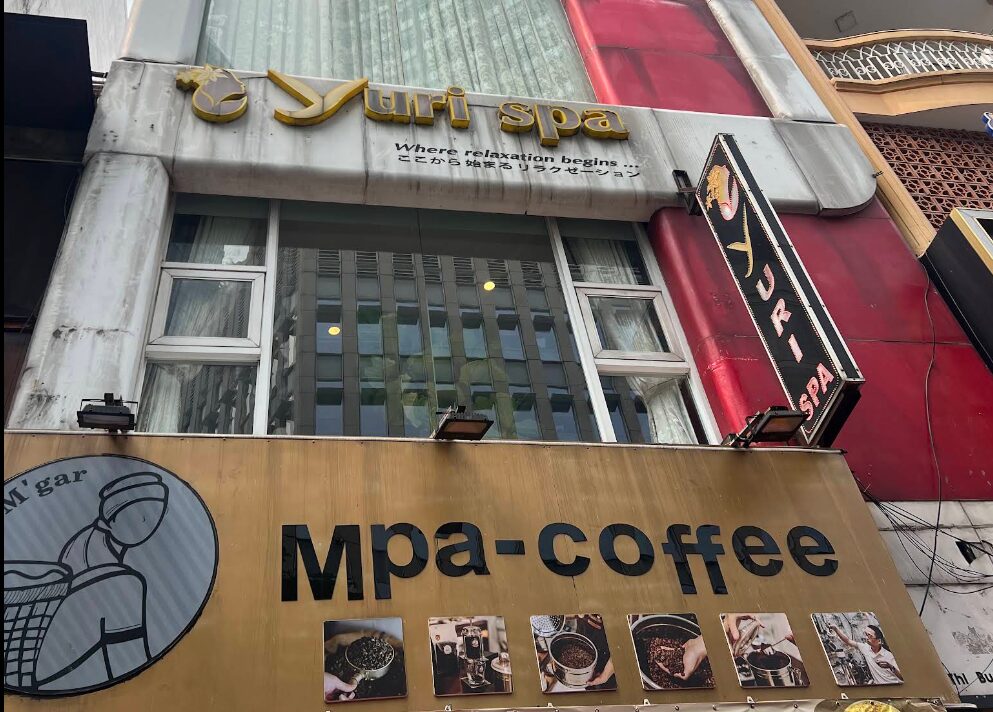 Yuri spa
Where relaxation begins ...
ここから 始まる リラクゼーション
YURI SPA
M'gar
Mpa-coffee